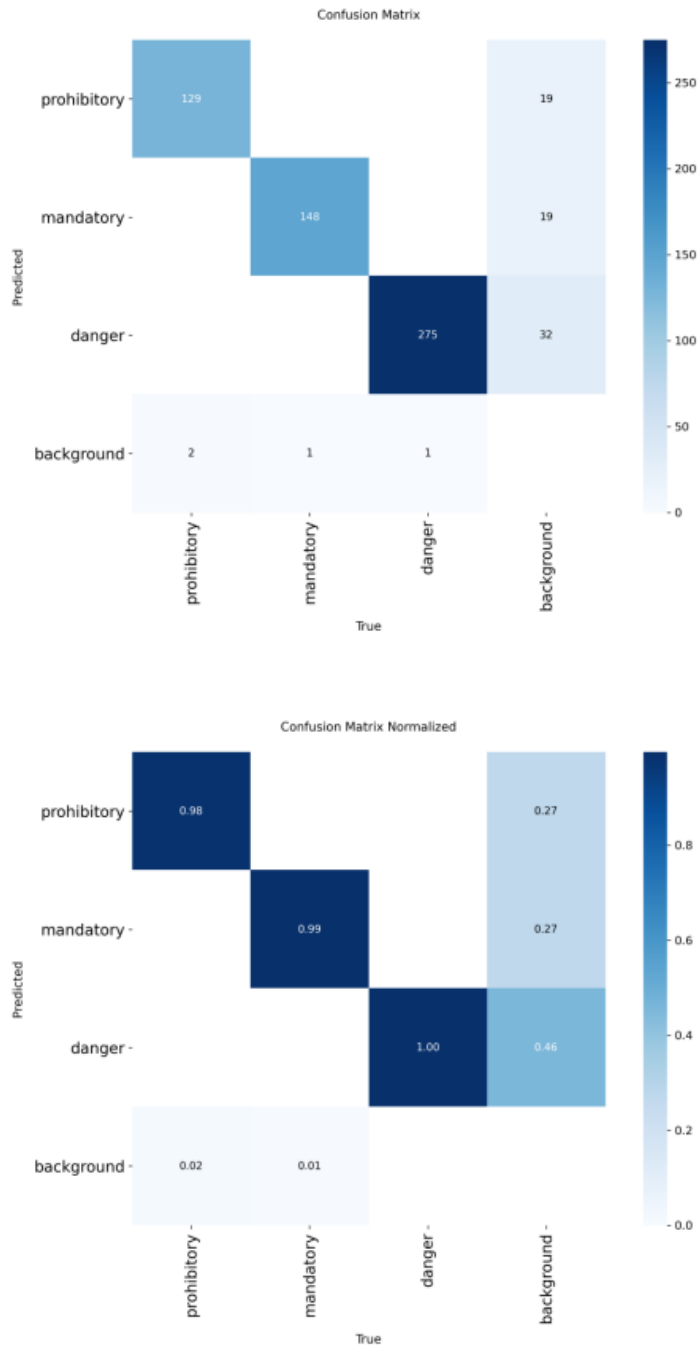 Confusion Matrix
prohibitory
129
19
250
mandatory
148
19
200
Predicted
150
danger
275
32
100
background
2
1
1
50
0
prohibitory
mandatory
danger
background
True
Confusion Matrix Normalized
prohibitory
0.98
0.27
0.8
mandatory
0.99
0.27
0.6
Predicted
0.4
danger
1.00
0.46
0.2
background
0.02
0.01
0.0
prohibitory
mandatory
danger
background
True